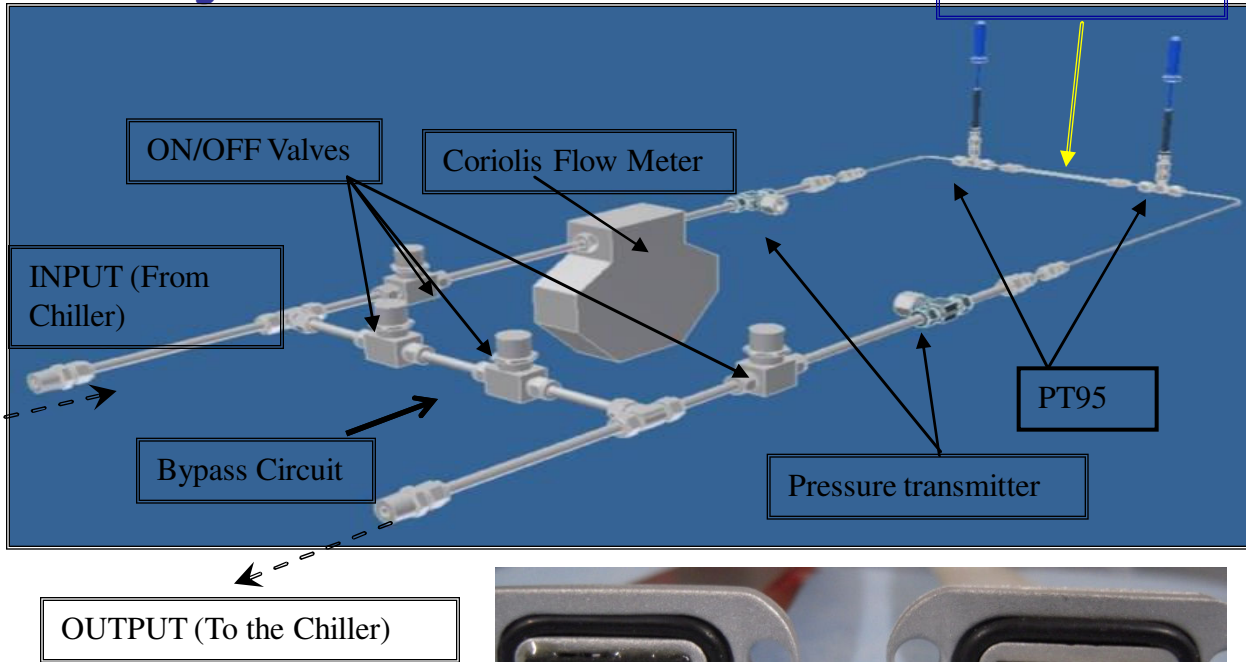 ON/OFF Valves
Coriolis Flow Meter
INPUT (From
Chiller)
PT95
Bypass Circuit
Pressure transmitter
OUTPUT (To the Chiller)